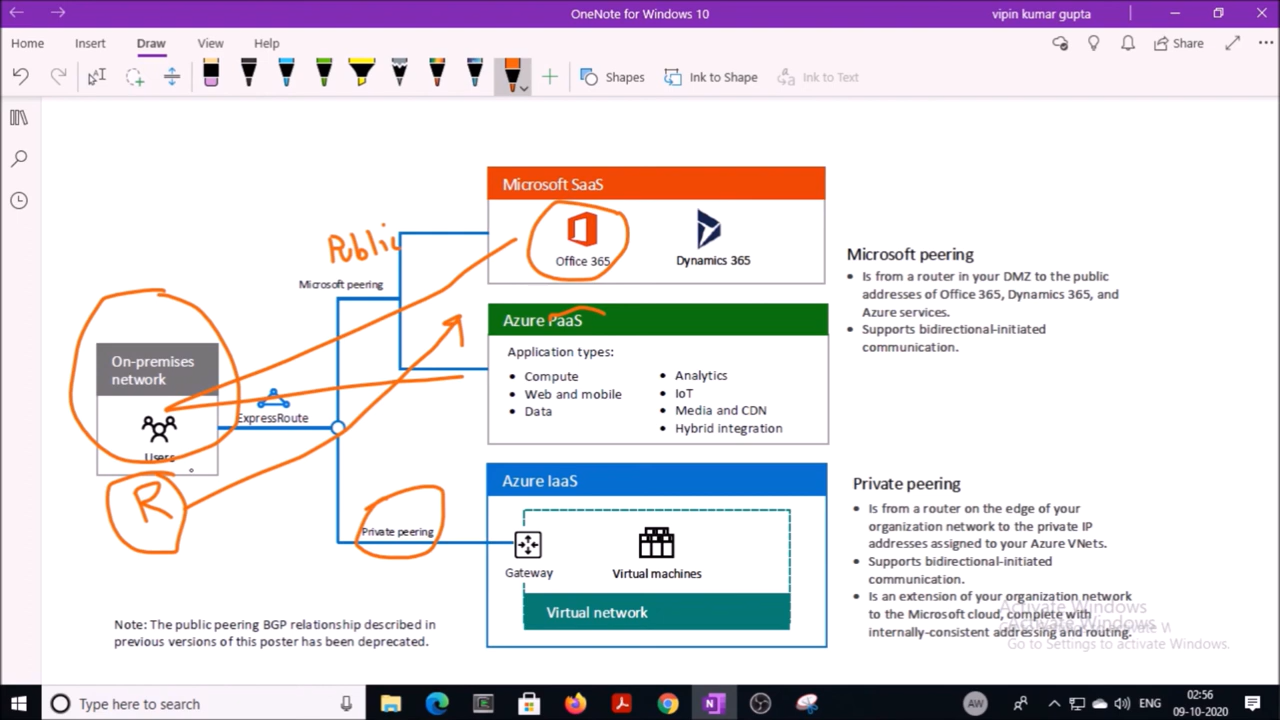 OneNote for Windows 10
vipin kumar gupta
Home
Insert
Draw
View
Help
Share
Shapes
Ink to Shape
Ink to Text
Public
Microsoft peering
On-premises
network
Users
ExpressRoute
R
Private peering
Microsoft SaaS
Office 365
Dynamics 365
Azure PaaS
Application types:
• Compute
• Web and mobile
• Data
• Analytics
• IoT
• Media and CDN
• Hybrid integration
Azure IaaS
Gateway
Virtual machines
Virtual network
Microsoft peering
• Is from a router in your DMZ to the public
addresses of Office 365, Dynamics 365, and
Azure services.
• Supports bidirectional-initiated
communication.
Private peering
• Is from a router on the edge of your
organization network to the private IP
addresses assigned to your Azure VNets.
• Supports bidirectional-initiated
communication.
• Is an extension of your organization network
to the Microsoft cloud, complete with
internally-consistent addressing and routing.
Note: The public peering BGP relationship described in
previous versions of this poster has been deprecated.
Activate Windows
Activate Windows
Go to Settings to activate Windows.
Type here to search
AW
ENG
02:56
09-10-2020